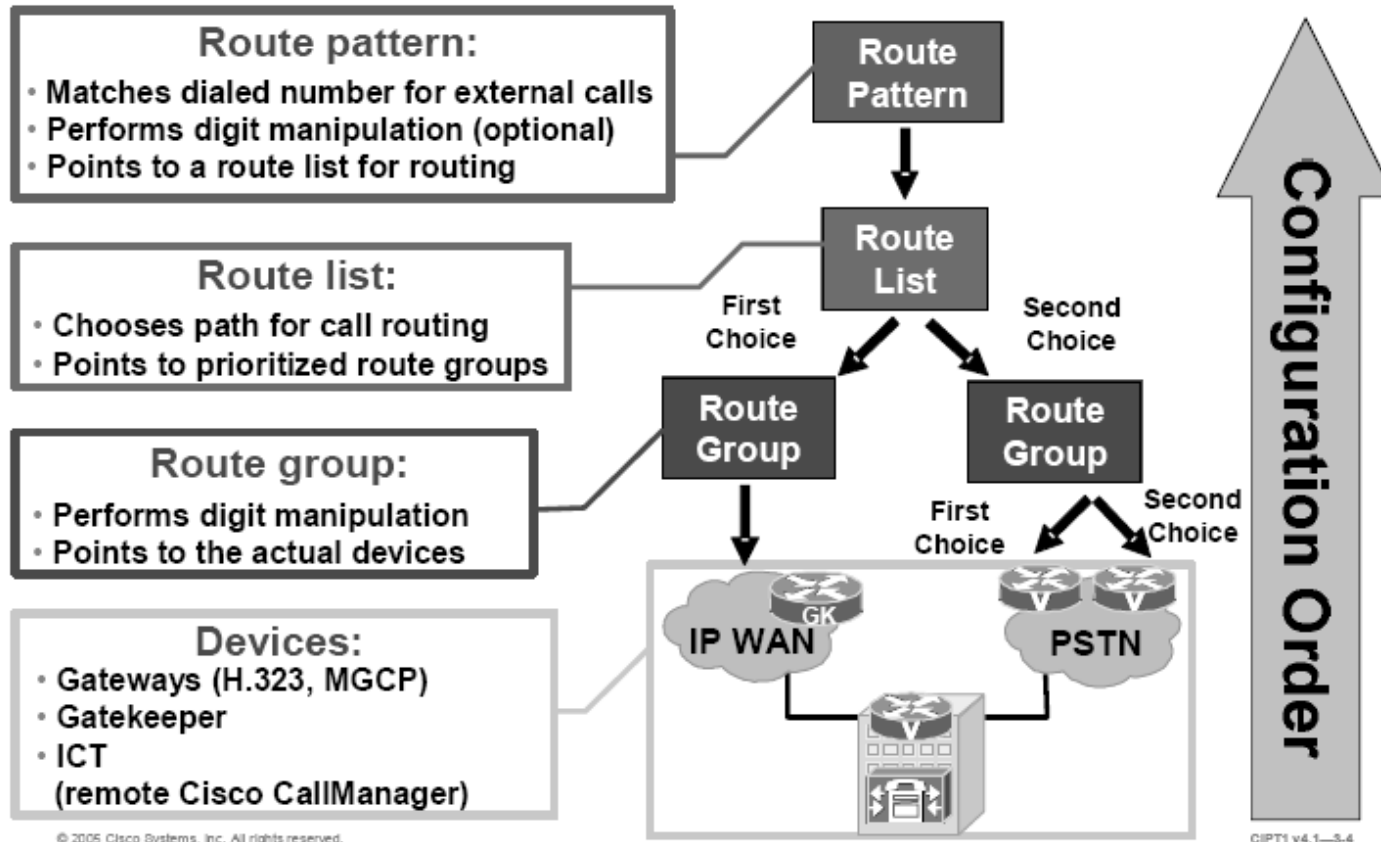 Route pattern:
• Matches dialed number for external calls
• Performs digit manipulation (optional)
• Points to a route list for routing
Route
Pattern
Route list:
• Chooses path for call routing
• Points to prioritized route groups
Route
List
First
Choice
Second
Choice
Route group:
• Performs digit manipulation
• Points to the actual devices
Route
Group
Route
Group
First
Choice
Second
Choice
Devices:
• Gateways (H.323, MGCP)
• Gatekeeper
• ICT
(remote Cisco CallManager)
GK
IP WAN
V
V
PSTN
V
Configuration Order
© 2005 Cisco Systems, Inc. All rights reserved.
CIPT1 v4.1—3-4